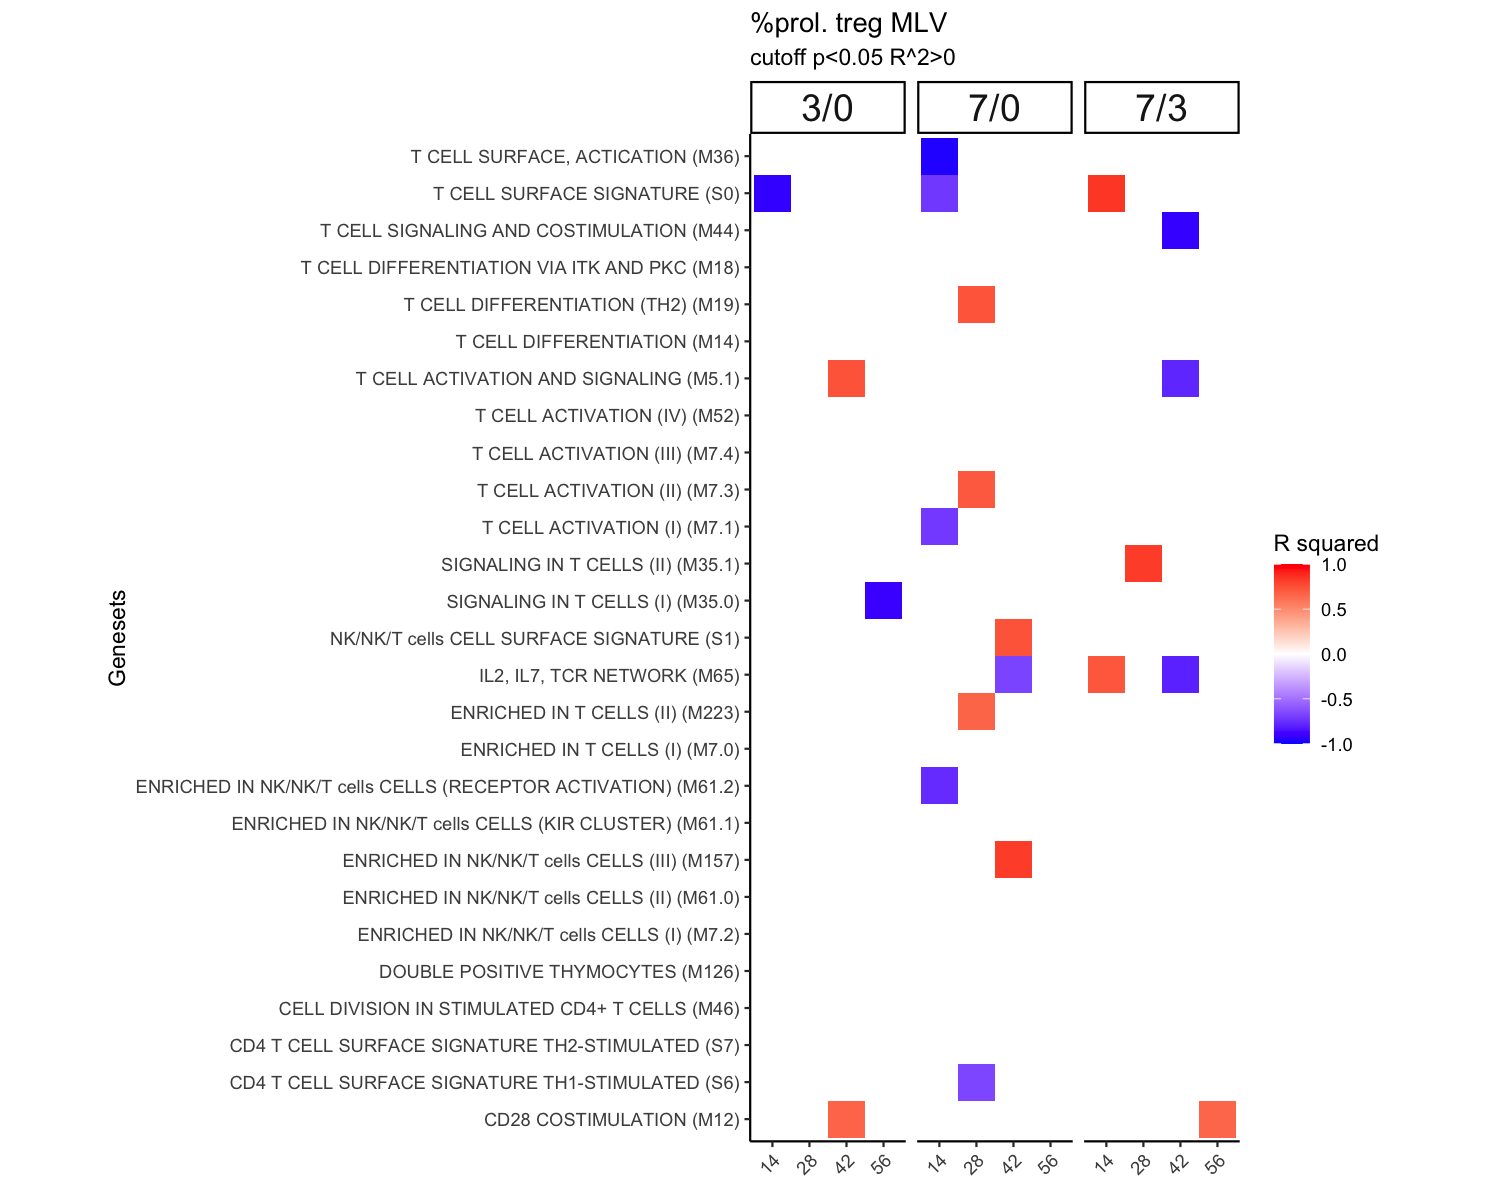 %prol. treg MLV
cutoff p<0.05 R^2>0
3/0 7/0 7/3
T CELL SURFACE, ACTICATION (M36)
T CELL SURFACE SIGNATURE (S0)
T CELL SIGNALING AND COSTIMULATION (M44)
T CELL DIFFERENTIATION VIA ITK AND PKC (M18)
T CELL DIFFERENTIATION (TH2) (M19)
T CELL DIFFERENTIATION (M14)
T CELL ACTIVATION AND SIGNALING (M5.1)
T CELL ACTIVATION (IV) (M52)
T CELL ACTIVATION (III) (M7.4)
T CELL ACTIVATION (II) (M7.3)
T CELL ACTIVATION (I) (M7.1)
SIGNALING IN T CELLS (II) (M35.1)
SIGNALING IN T CELLS (I) (M35.0)
NK/NK/T cells CELL SURFACE SIGNATURE (S1)
IL2, IL7, TCR NETWORK (M65)
ENRICHED IN T CELLS (II) (M223)
ENRICHED IN T CELLS (I) (M7.0)
ENRICHED IN NK/NK/T cells CELLS (RECEPTOR ACTIVATION) (M61.2)
ENRICHED IN NK/NK/T cells CELLS (KIR CLUSTER) (M61.1)
ENRICHED IN NK/NK/T cells CELLS (III) (M157)
ENRICHED IN NK/NK/T cells CELLS (II) (M61.0)
ENRICHED IN NK/NK/T cells CELLS (I) (M7.2)
DOUBLE POSITIVE THYMOCYTES (M126)
CELL DIVISION IN STIMULATED CD4+ T CELLS (M46)
CD4 T CELL SURFACE SIGNATURE TH2-STIMULATED (S7)
CD4 T CELL SURFACE SIGNATURE TH1-STIMULATED (S6)
CD28 COSTIMULATION (M12)
Genesets
14 28 42 56 14 28 42 56 14 28 42 56
R squared
1.0
0.5
0.0
-0.5
-1.0